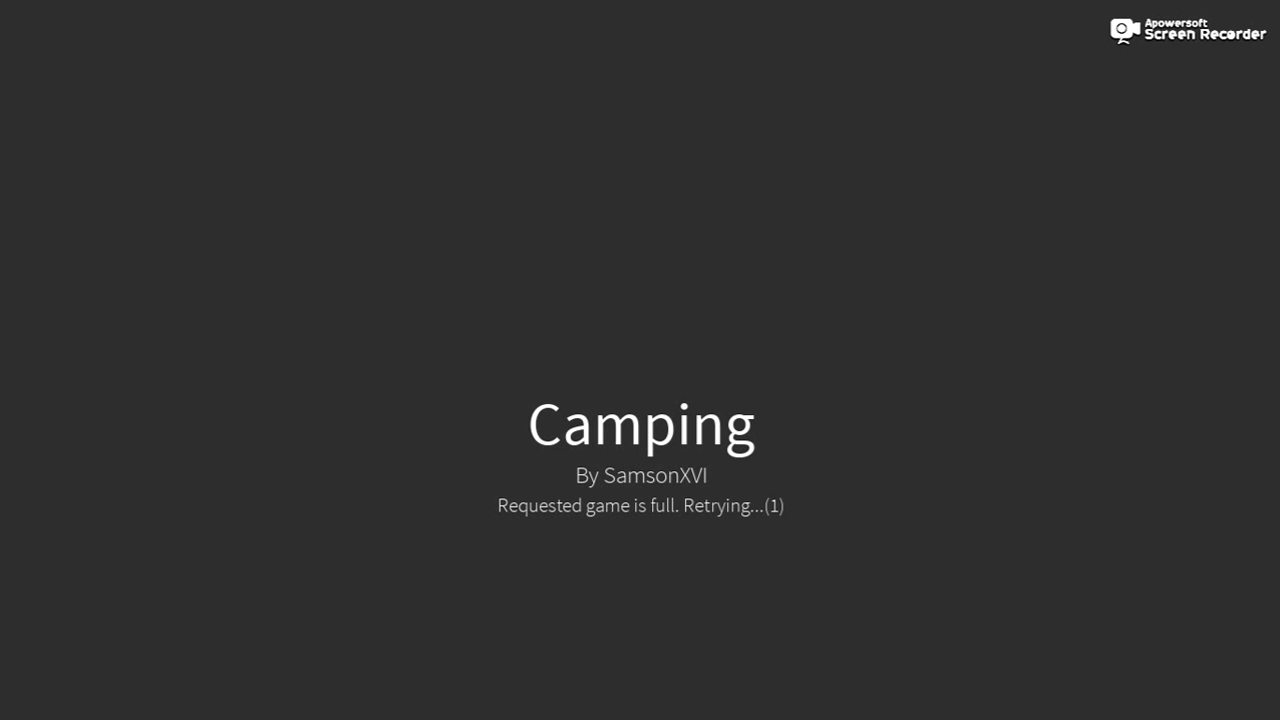 Apowersoft
Screen Recorder
Camping
By SamsonXVI
Requested game is full. Retrying...(1)